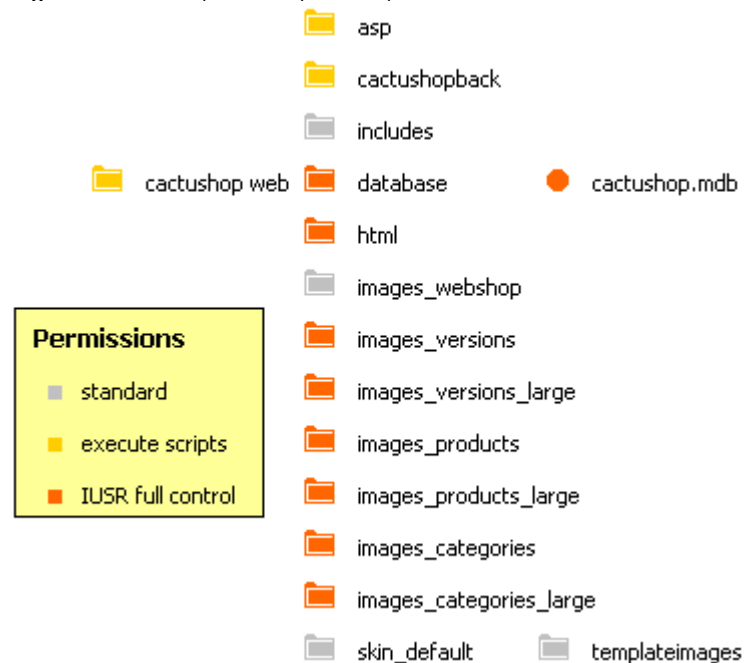 asp
cactushopback
includes
cactushop web database cactushop.mdb
html
images_webshop
images_versions
images_versions_large
images_products
images_products_large
images_categories
images_categories_large
skin_default templateimages
Permissions
standard
execute scripts
IUSR full control